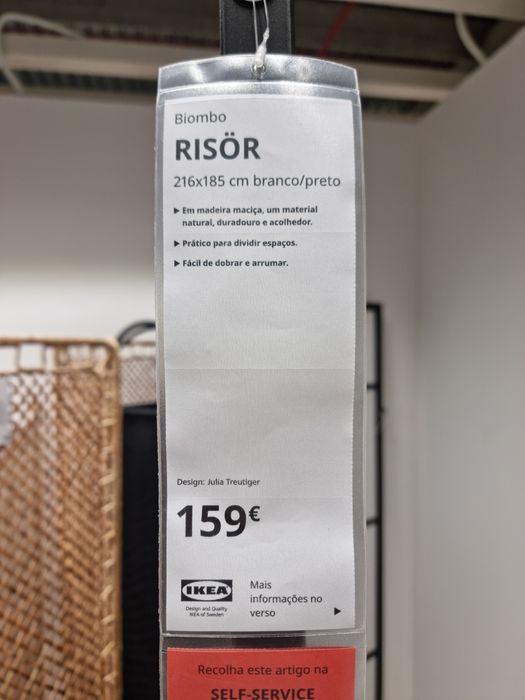 Biombo
RISÖR
216x185 cm branco/preto
▶ Em madeira maciça, um material
natural, duradouro e acolhedor.
▶ Prático para dividir espaços.
▶ Fácil de dobrar e arrumar.
Design: Julia Treutiger
159€
IKEA
Design and Quality
IKEA of Sweden
Mais
informações no
verso ▶
Recolha este artigo na
SELF-SERVICE